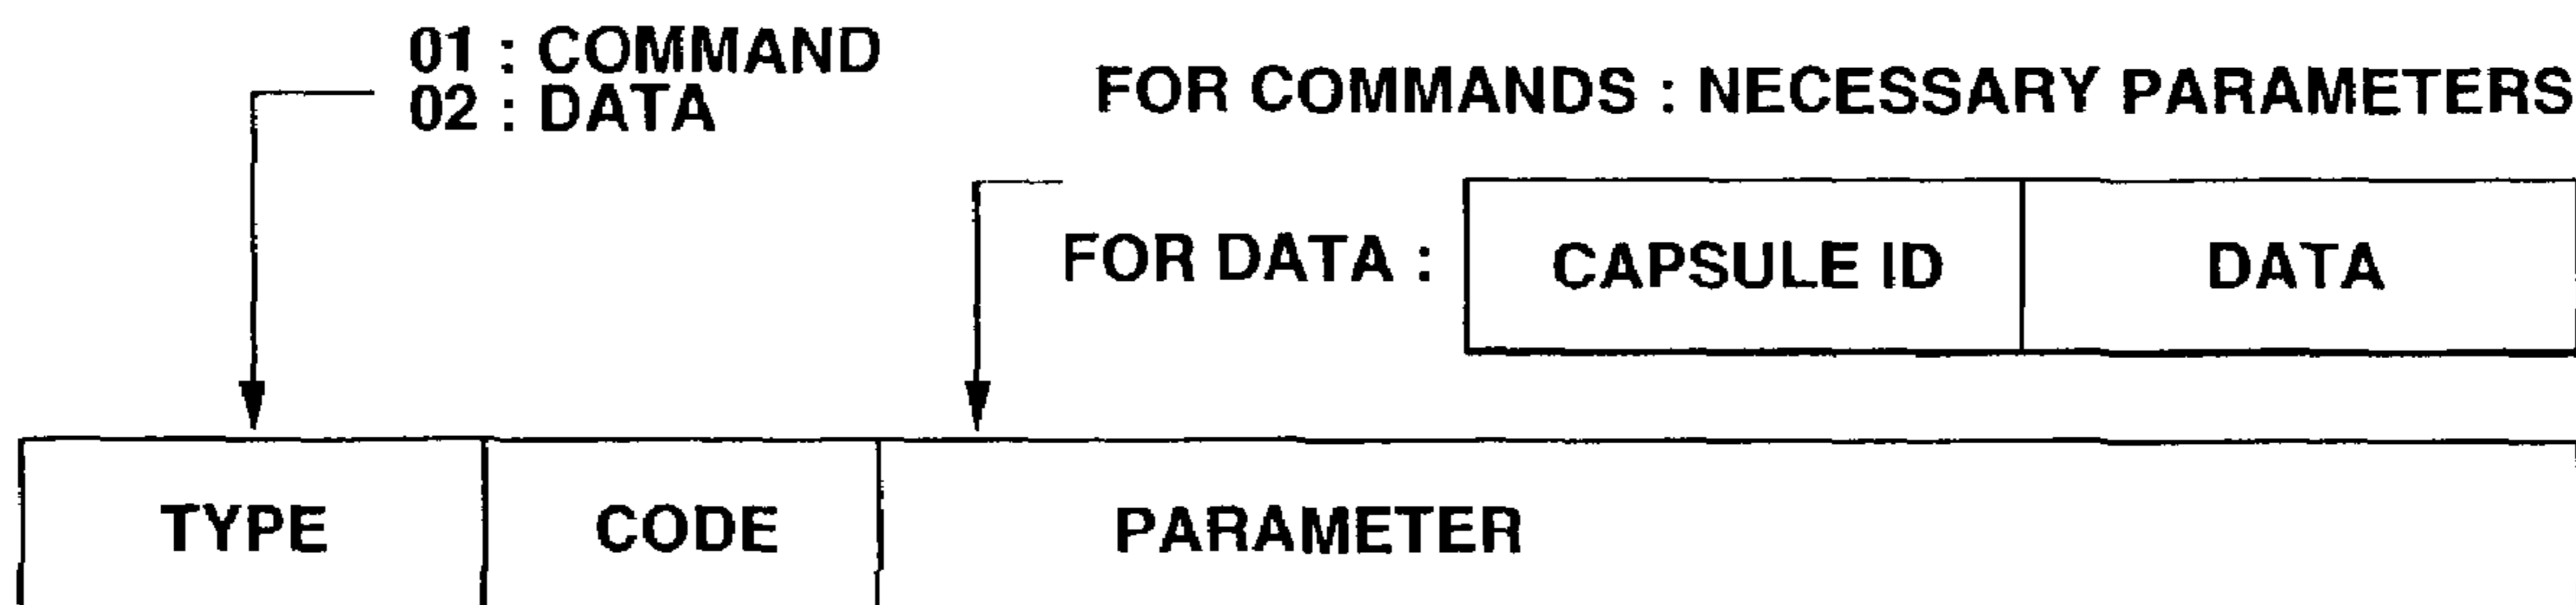 01 : COMMAND
02 : DATA
FOR COMMANDS : NECESSARY PARAMETERS
FOR DATA :
CAPSULE ID
DATA
TYPE
CODE
PARAMETER